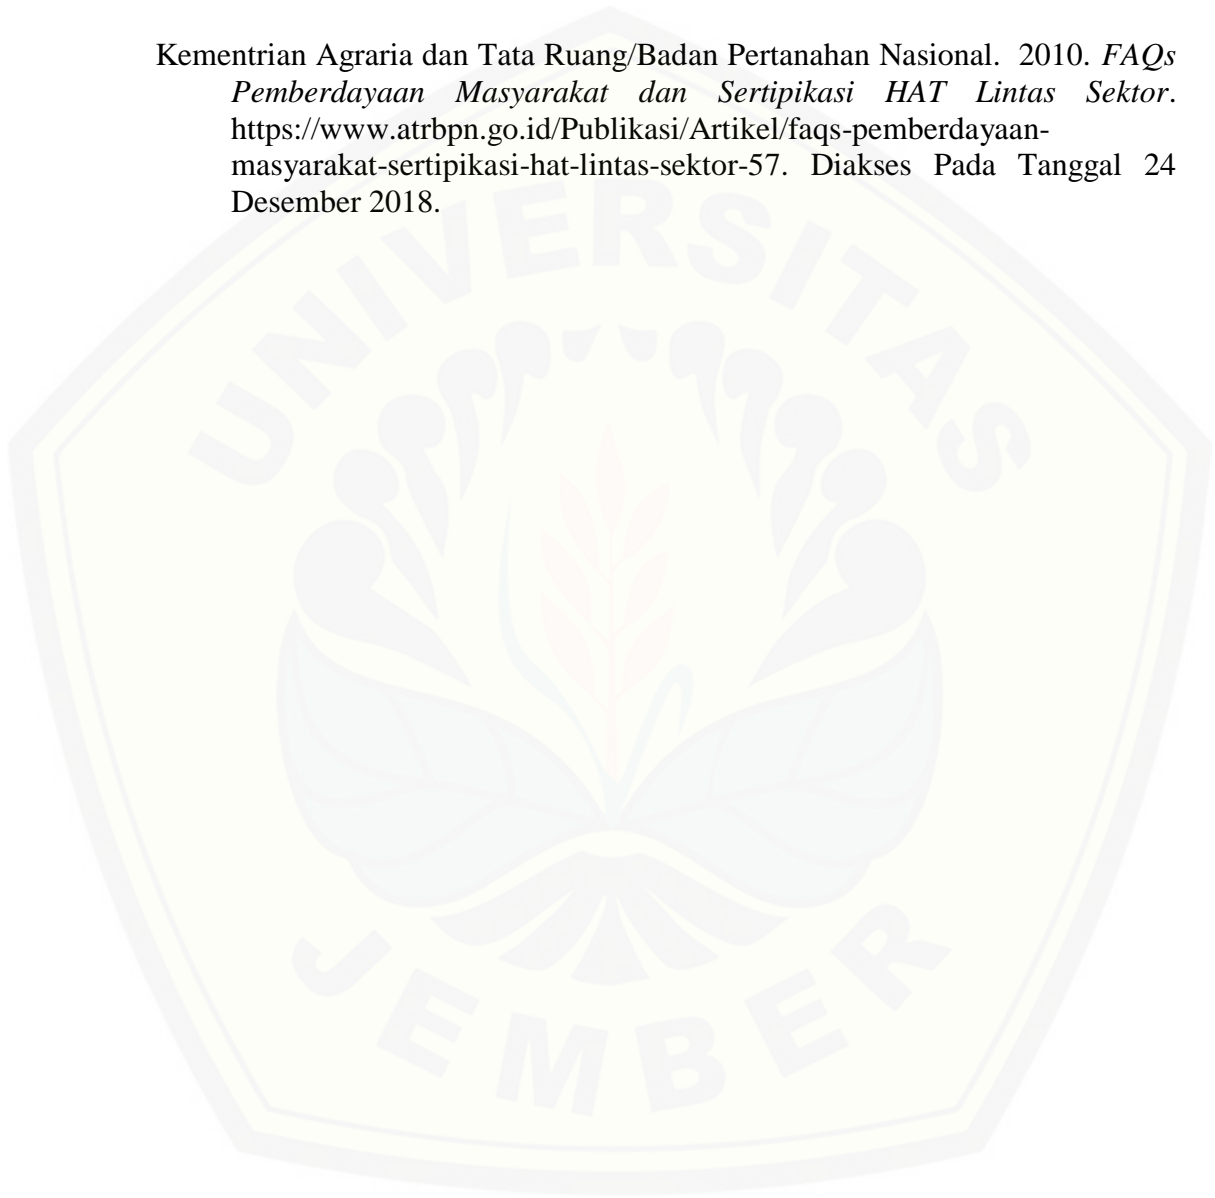 Kementrian Agraria dan Tata Ruang/Badan Pertanahan Nasional. 2010. FAQs
Pemberdayaan Masyarakat dan Sertipikasi HAT Lintas Sektor.
https://www.atrbpn.go.id/Publikasi/Artikel/faqs-pemberdayaan-
masyarakat-sertipikasi-hat-lintas-sektor-57. Diakses Pada Tanggal 24
Desember 2018.
UNIVERSITAS
JEMBER